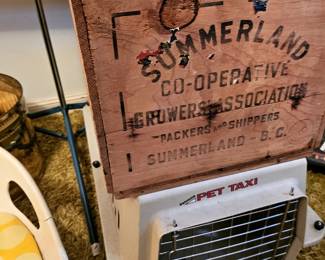 SUMMERLAND
CO-OPERATIVE
GROWERS' ASSOCIATION
PACKERS AND SHIPPERS
SUMMERLAND - B.C.
PET TAXI